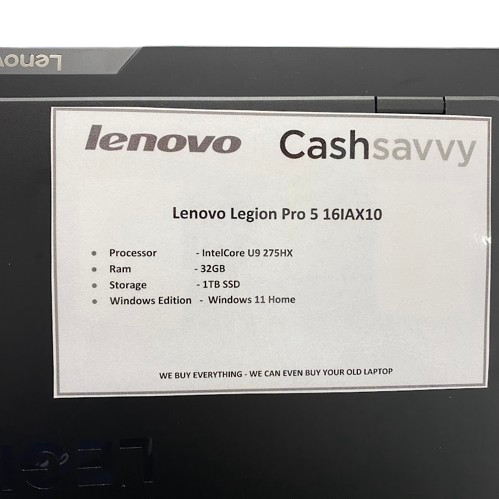 Lenovo
lenovo Cashsavvy
Lenovo Legion Pro 5 16IAX10
• Processor - IntelCore U9 275HX
• Ram - 32GB
• Storage - 1TB SSD
• Windows Edition - Windows 11 Home
WE BUY EVERYTHING - WE CAN EVEN BUY YOUR OLD LAPTOP